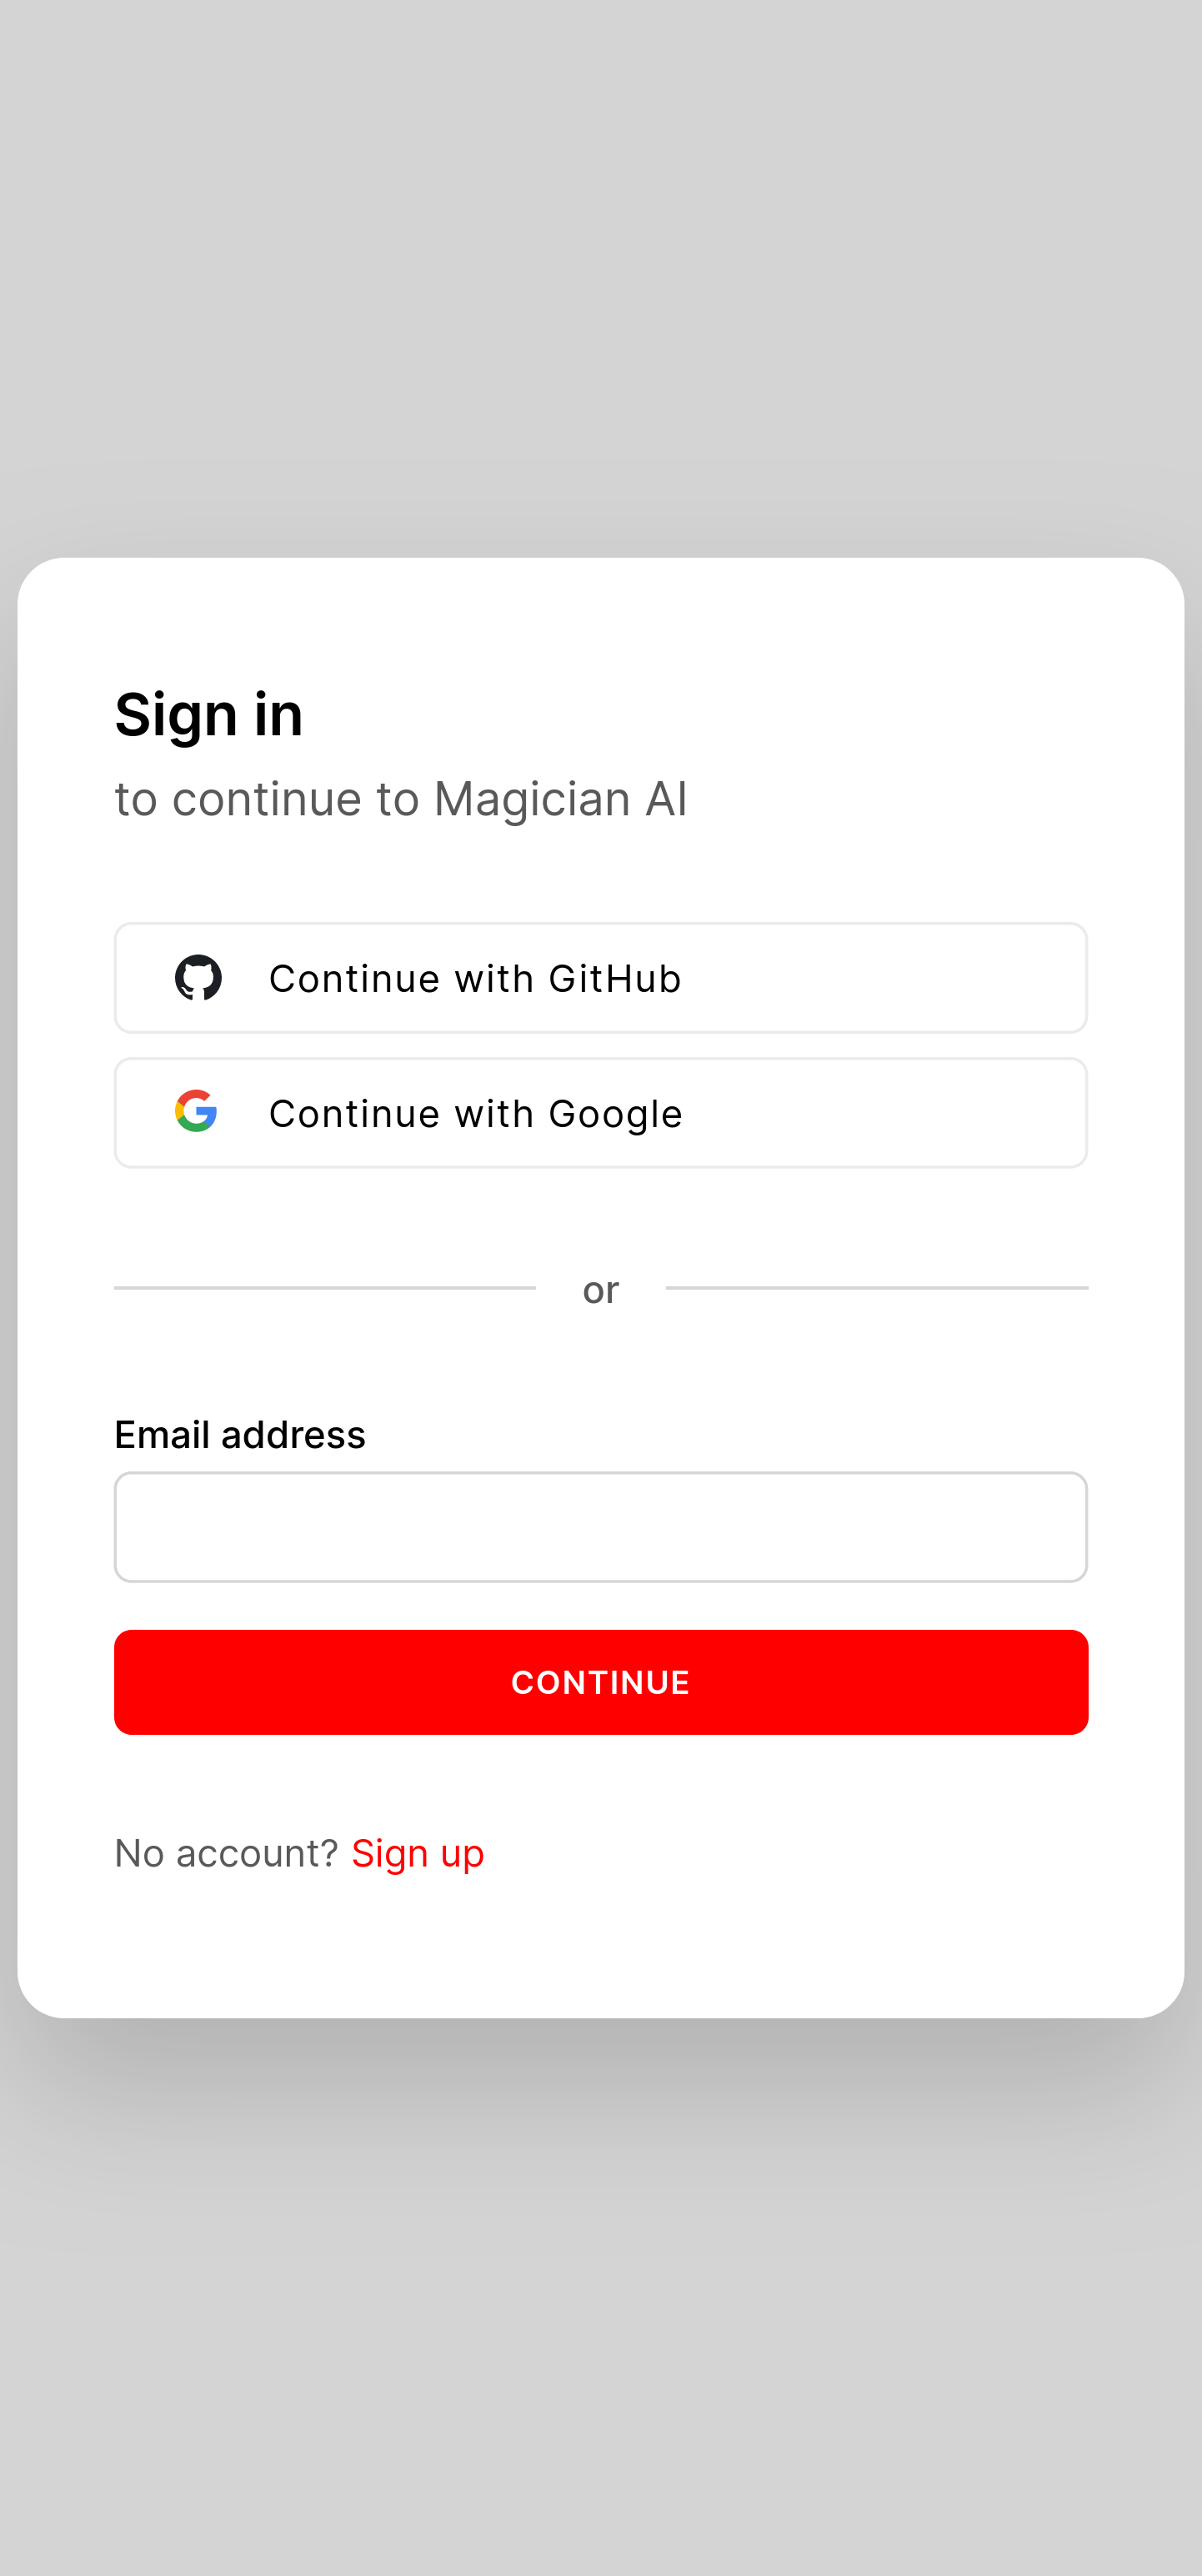 Sign in
to continue to Magician AI
Continue with GitHub
Continue with Google
or
Email address
CONTINUE
No account? Sign up